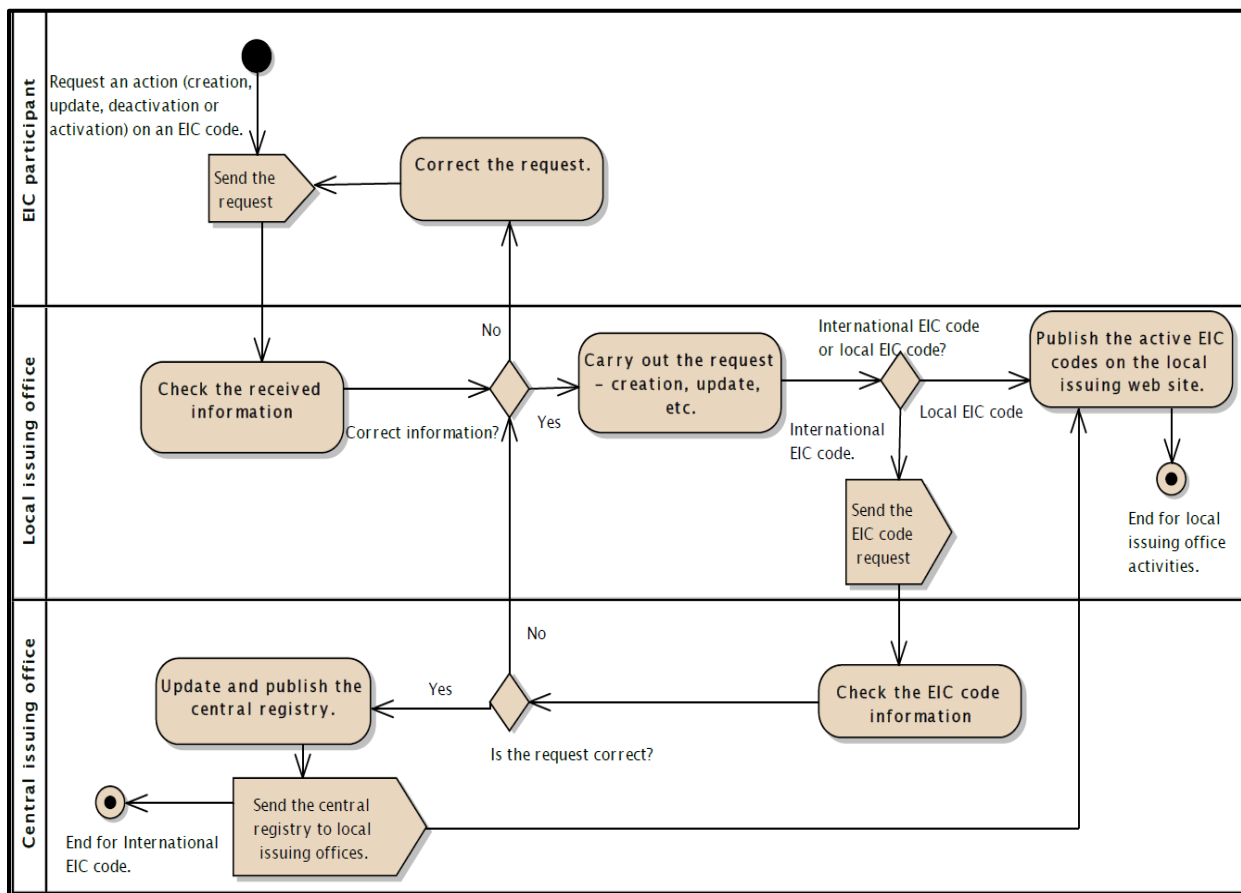 EIC participant
Request an action (creation,
update, deactivation or
activation) on an EIC code.
Send the
request
Correct the request.
Local issuing office
Check the received
information
Correct information?
No
Yes
Carry out the request
– creation, update,
etc.
International EIC code
or local EIC code?
Local EIC code
International
EIC code.
Publish the active EIC
codes on the local
issuing web site.
Send the
EIC code
request
End for local
issuing office
activities.
Central issuing office
No
Yes
Update and publish the
central registry.
Is the request correct?
Check the EIC code
information
Send the central
registry to local
issuing offices.
End for International
EIC code.